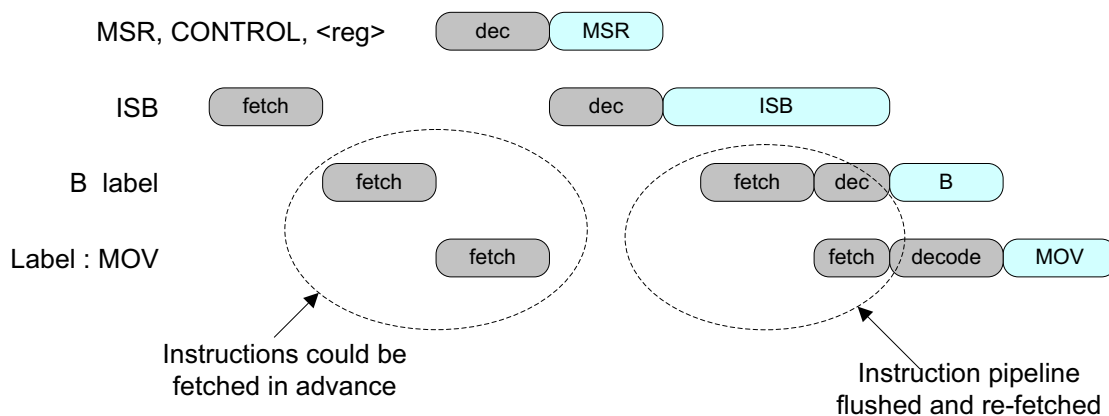 MSR, CONTROL, <reg> dec MSR
ISB fetch dec ISB
B label fetch fetch dec B
Label : MOV fetch fetch decode MOV
Instructions could be
fetched in advance
Instruction pipeline
flushed and re-fetched